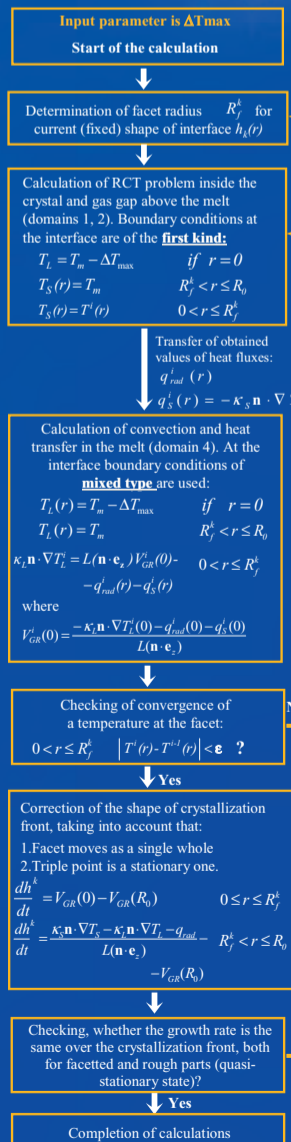 Input parameter is ΔTmax
Start of the calculation
Determination of facet radius R_f^k for
current (fixed) shape of interface h_k(r)
Calculation of RCT problem inside the
crystal and gas gap above the melt
(domains 1, 2). Boundary conditions at
the interface are of the first kind:
T_L = T_m − ΔT_max if r=0
T_S(r)=T_m R_f^k < r ≤ R_0
T_S(r)=T^i(r) 0 < r ≤ R_f^k
Transfer of obtained
values of heat fluxes:
q_rad^i (r)
q_S^i (r) = − κ_S n · ∇
Calculation of convection and heat
transfer in the melt (domain 4). At the
interface boundary conditions of
mixed type are used:
T_L(r)=T_m − ΔT_max if r=0
T_L(r)=T_m R_f^k < r ≤ R_0
κ_L n·∇T_L^i = L(n·e_z)V_GR^i(0)- 0 < r ≤ R_f^k
-q_rad^i(r)-q_S^i(r)
where
V_GR^i(0)= (−κ_L n·∇T_L^i(0)−q_rad^i(0)−q_S^i(0)) / L(n·e_z)
Checking of convergence of
a temperature at the facet:
0 < r ≤ R_f^k |T^i(r)-T^{i-1}(r)| < ε ?
Yes
Correction of the shape of crystallization
front, taking into account that:
1.Facet moves as a single whole
2.Triple point is a stationary one.
dh^k/dt = V_GR(0) − V_GR(R_0) 0 ≤ r ≤ R_f^k
dh^k/dt = (κ_S n·∇T_S − κ_L n·∇T_L − q_rad) / L(n·e_z) − R_f^k < r ≤ R_0
−V_GR(R_0)
Checking, whether the growth rate is the
same over the crystallization front, both
for facetted and rough parts (quasi-
stationary state)?
Yes
Completion of calculations